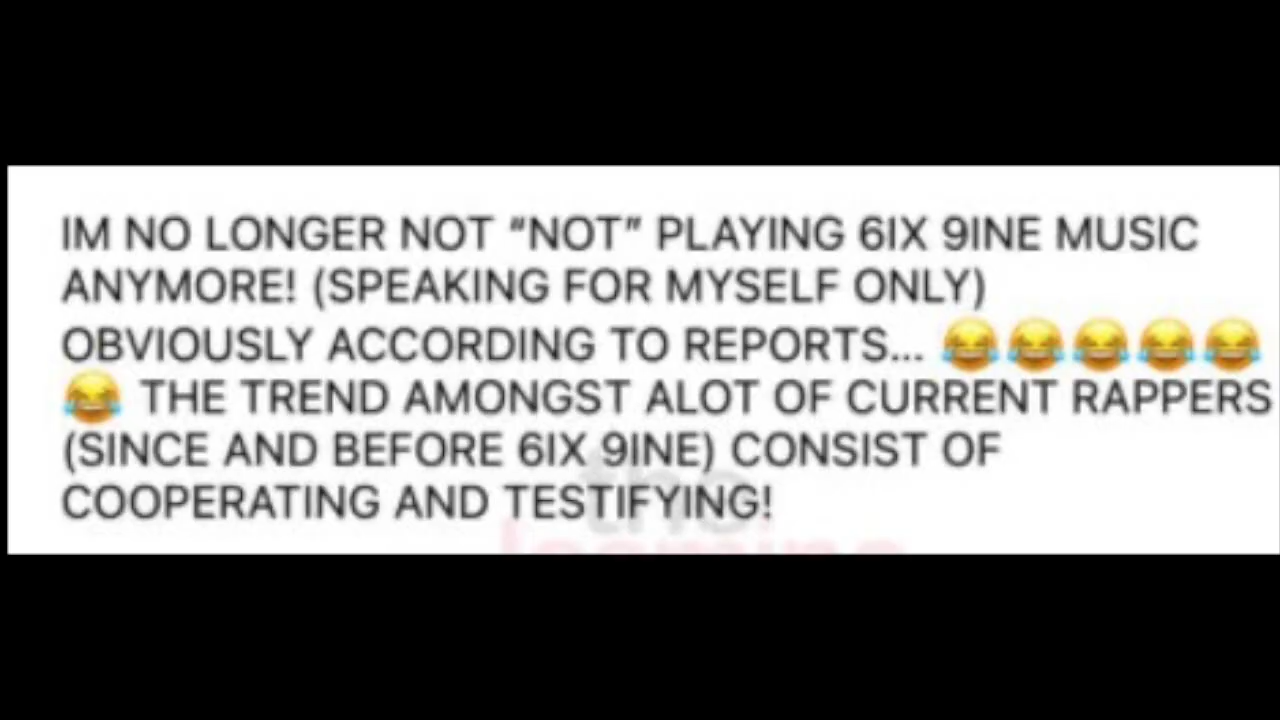 IM NO LONGER NOT “NOT” PLAYING 6IX 9INE MUSIC
ANYMORE! (SPEAKING FOR MYSELF ONLY)
OBVIOUSLY ACCORDING TO REPORTS... 😂😂😂😂😂
😂 THE TREND AMONGST ALOT OF CURRENT RAPPERS
(SINCE AND BEFORE 6IX 9INE) CONSIST OF
COOPERATING AND TESTIFYING!
the